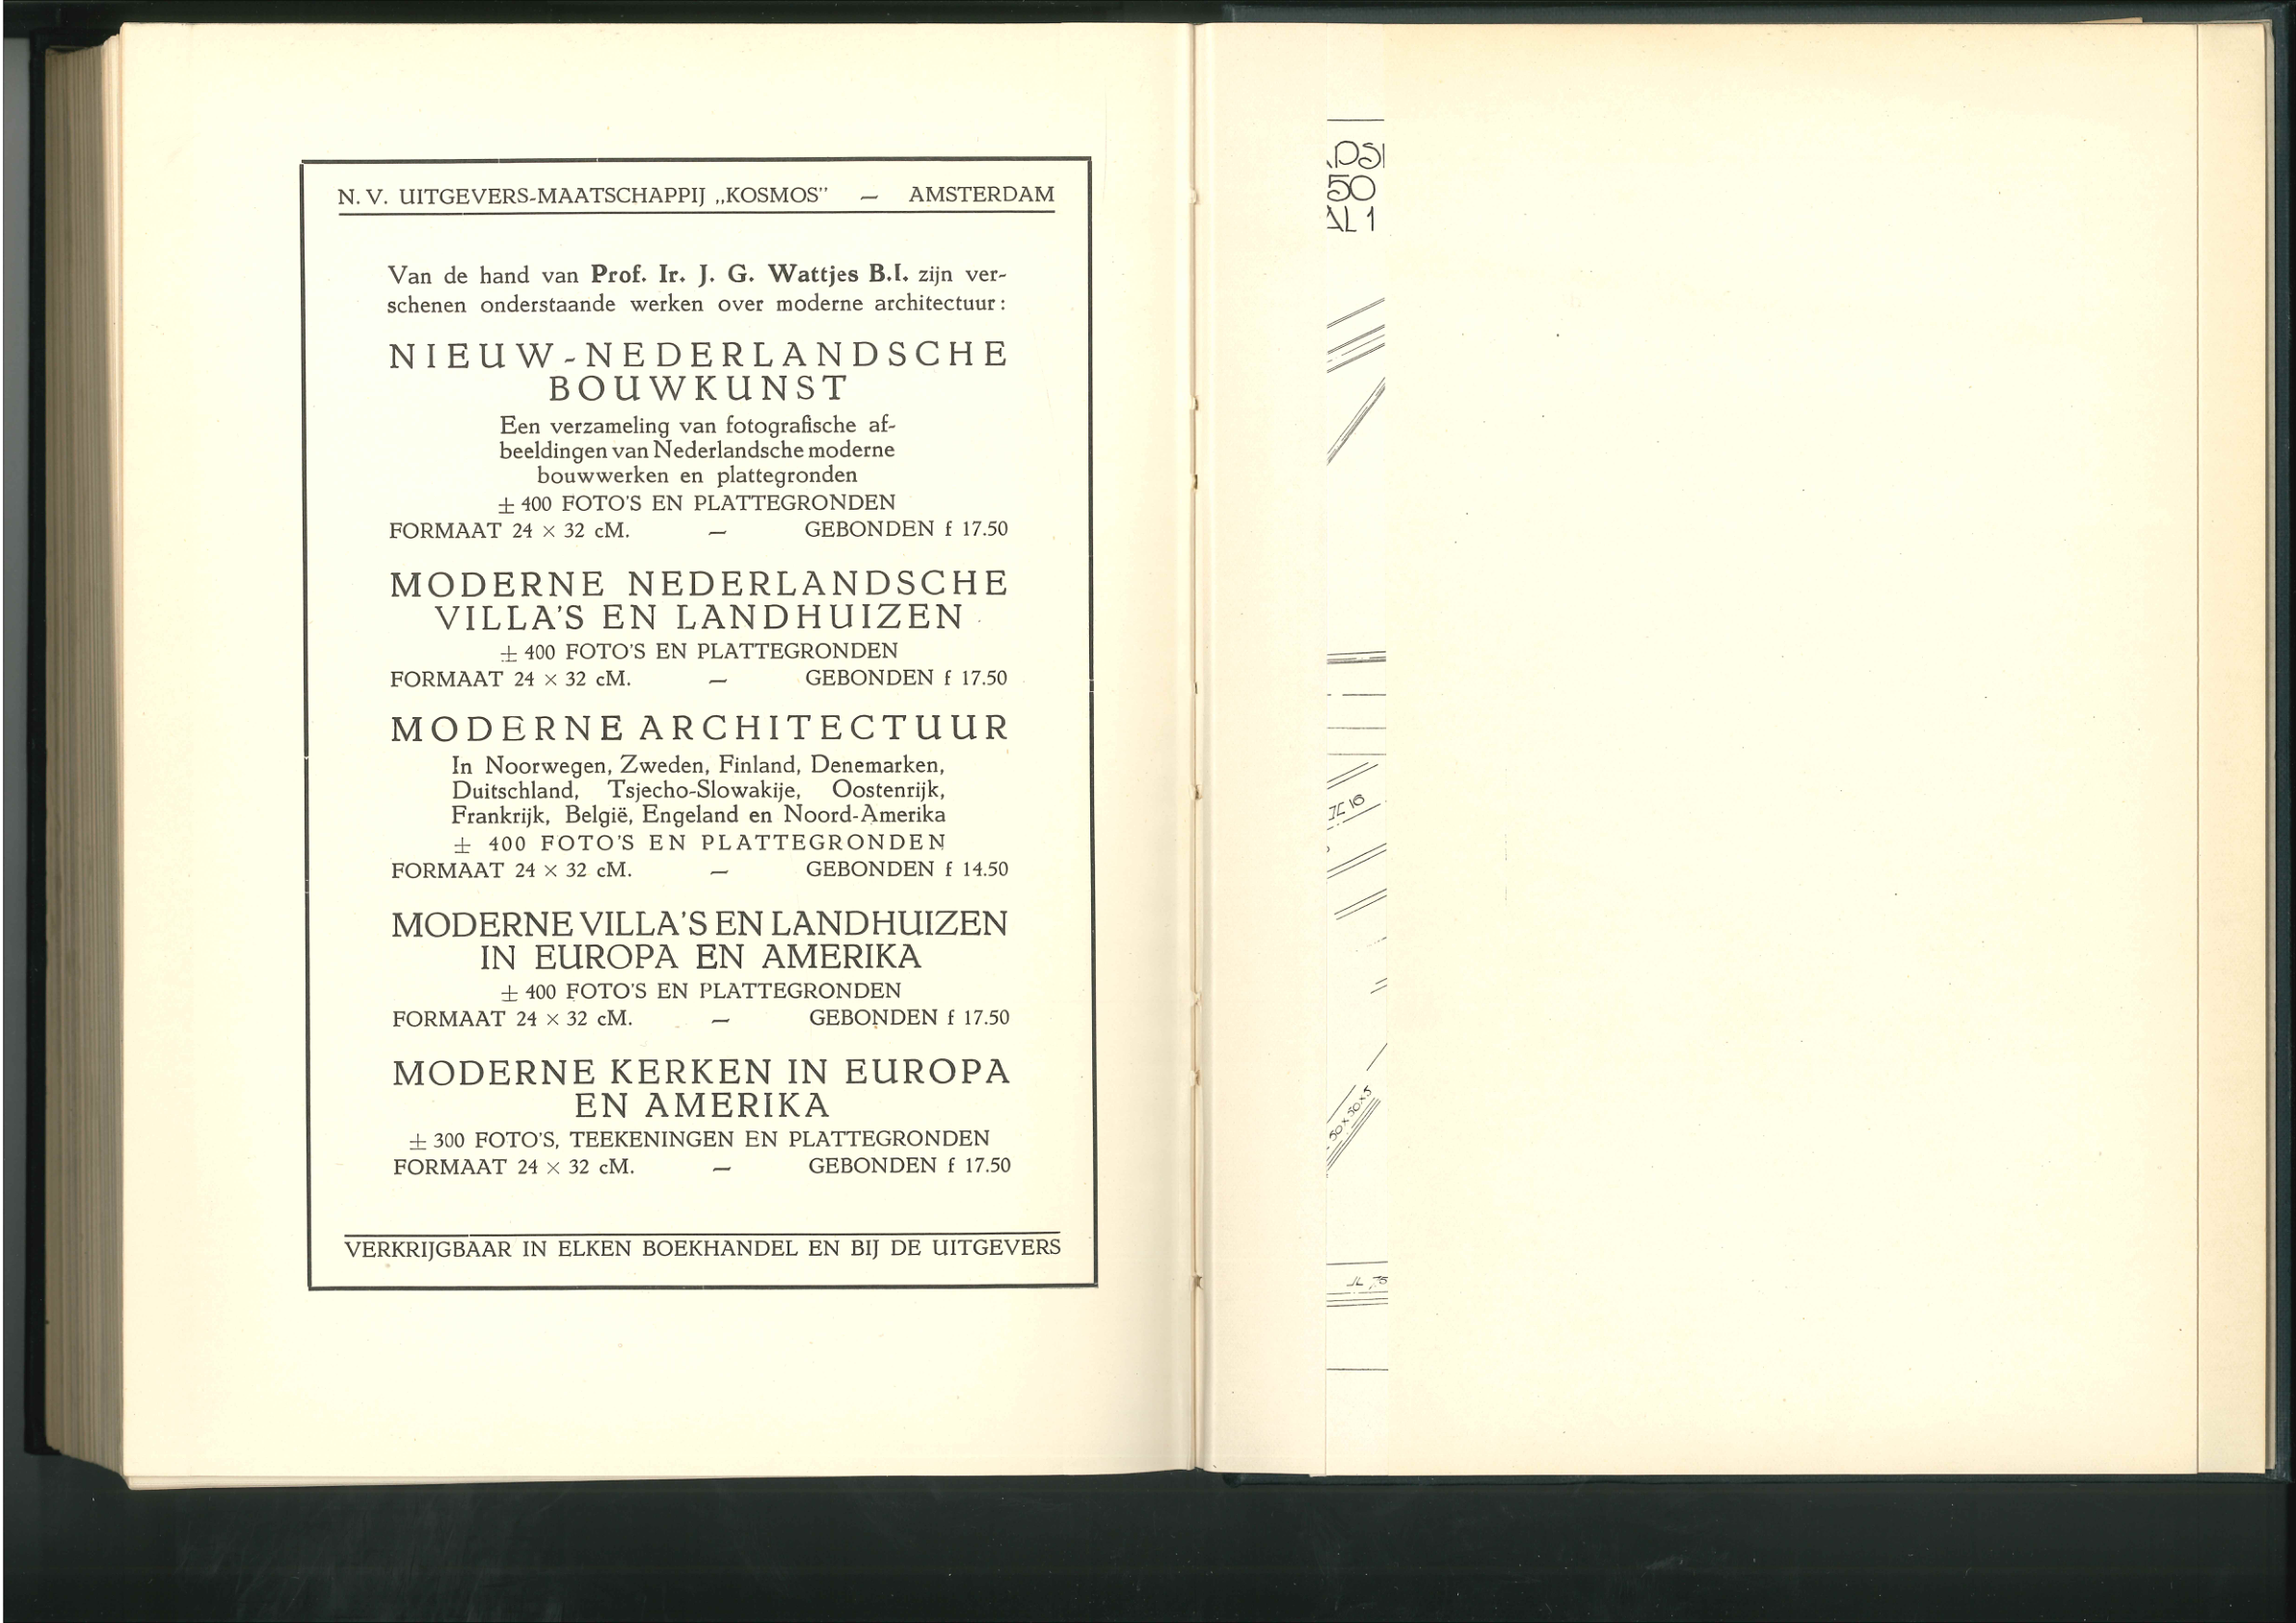 N. V. UITGEVERS-MAATSCHAPPIJ „KOSMOS” — AMSTERDAM
Van de hand van Prof. Ir. J. G. Wattjes B.I. zijn ver-
schenen onderstaande werken over moderne architectuur:
NIEUW-NEDERLANDSCHE
BOUWKUNST
Een verzameling van fotografische af-
beeldingen van Nederlandsche moderne
bouwwerken en plattegronden
± 400 FOTO'S EN PLATTEGRONDEN
FORMAAT 24 × 32 cM. — GEBONDEN f 17.50
MODERNE NEDERLANDSCHE
VILLA'S EN LANDHUIZEN
± 400 FOTO'S EN PLATTEGRONDEN
FORMAAT 24 × 32 cM. — GEBONDEN f 17.50
MODERNE ARCHITECTUUR
In Noorwegen, Zweden, Finland, Denemarken,
Duitschland, Tsjecho-Slowakije, Oostenrijk,
Frankrijk, België, Engeland en Noord-Amerika
± 400 FOTO'S EN PLATTEGRONDEN
FORMAAT 24 × 32 cM. — GEBONDEN f 14.50
MODERNE VILLA'S EN LANDHUIZEN
IN EUROPA EN AMERIKA
± 400 FOTO'S EN PLATTEGRONDEN
FORMAAT 24 × 32 cM. — GEBONDEN f 17.50
MODERNE KERKEN IN EUROPA
EN AMERIKA
± 300 FOTO'S, TEEKENINGEN EN PLATTEGRONDEN
FORMAAT 24 × 32 cM. — GEBONDEN f 17.50
VERKRIJGBAAR IN ELKEN BOEKHANDEL EN BIJ DE UITGEVERS
50
50×50×5